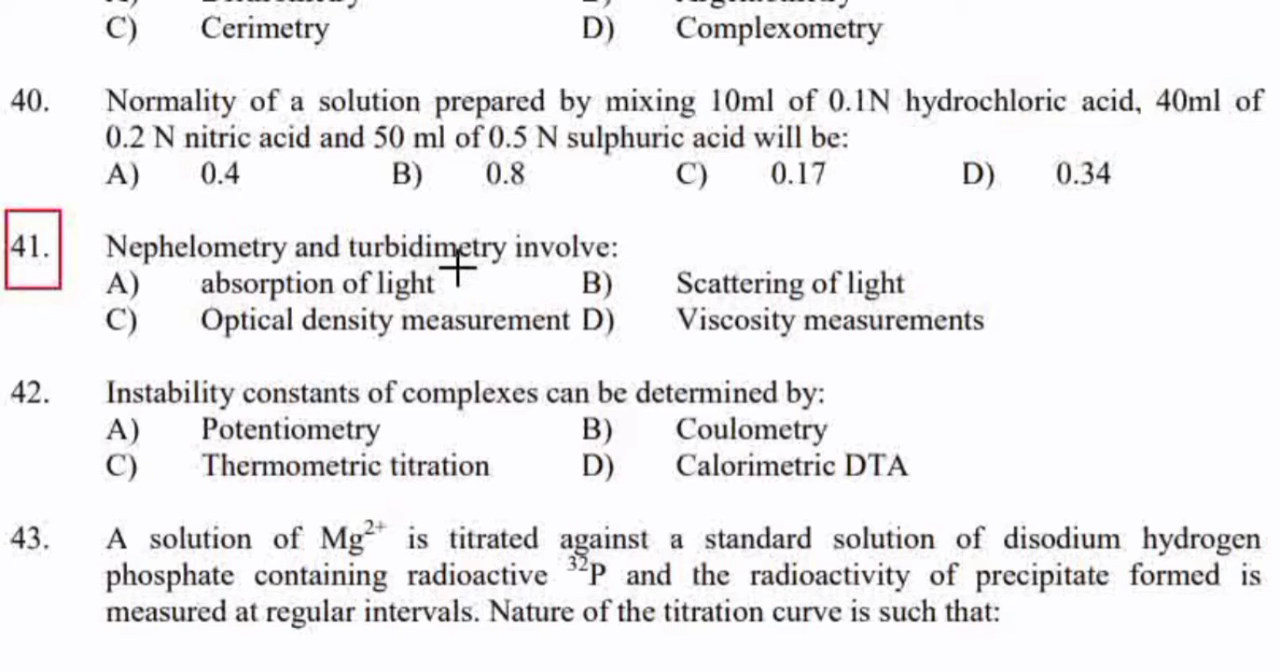 C) Cerimetry D) Complexometry
40. Normality of a solution prepared by mixing 10ml of 0.1N hydrochloric acid, 40ml of
0.2 N nitric acid and 50 ml of 0.5 N sulphuric acid will be:
A) 0.4 B) 0.8 C) 0.17 D) 0.34
41. Nephelometry and turbidimetry involve:
A) absorption of light B) Scattering of light
C) Optical density measurement D) Viscosity measurements
42. Instability constants of complexes can be determined by:
A) Potentiometry B) Coulometry
C) Thermometric titration D) Calorimetric DTA
43. A solution of Mg²⁺ is titrated against a standard solution of disodium hydrogen
phosphate containing radioactive ³²P and the radioactivity of precipitate formed is
measured at regular intervals. Nature of the titration curve is such that: